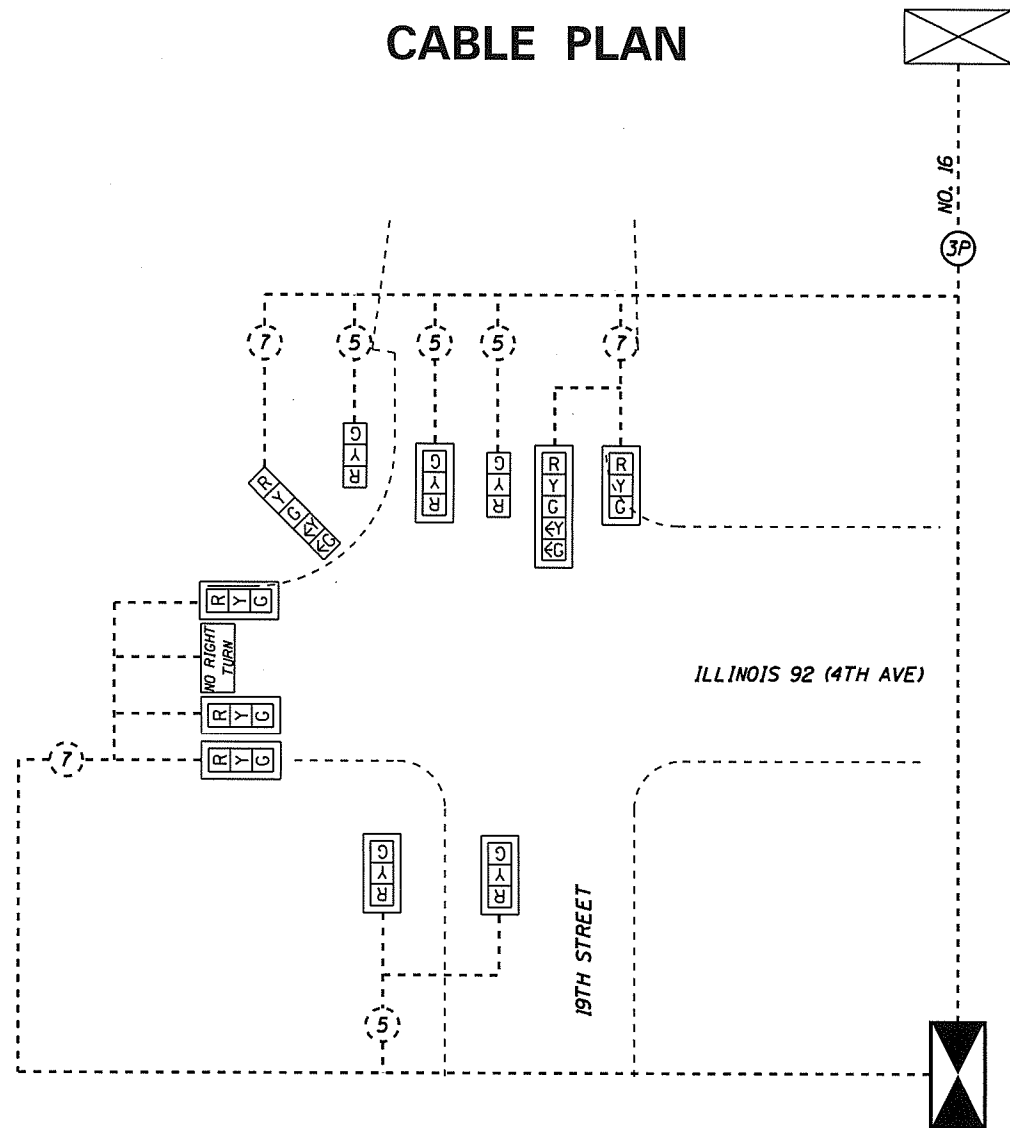 CABLE PLAN
NO. 16
3P
7
5
5
5
7
G
Y
R
G
Y
R
G
Y
R
R
Y
G
←Y
←G
R
Y
G
R Y G ←Y ←G
R Y G
NO RIGHT
TURN
R Y G
R Y G
7
ILLINOIS 92 (4TH AVE)
G
Y
R
G
Y
R
19TH STREET
5